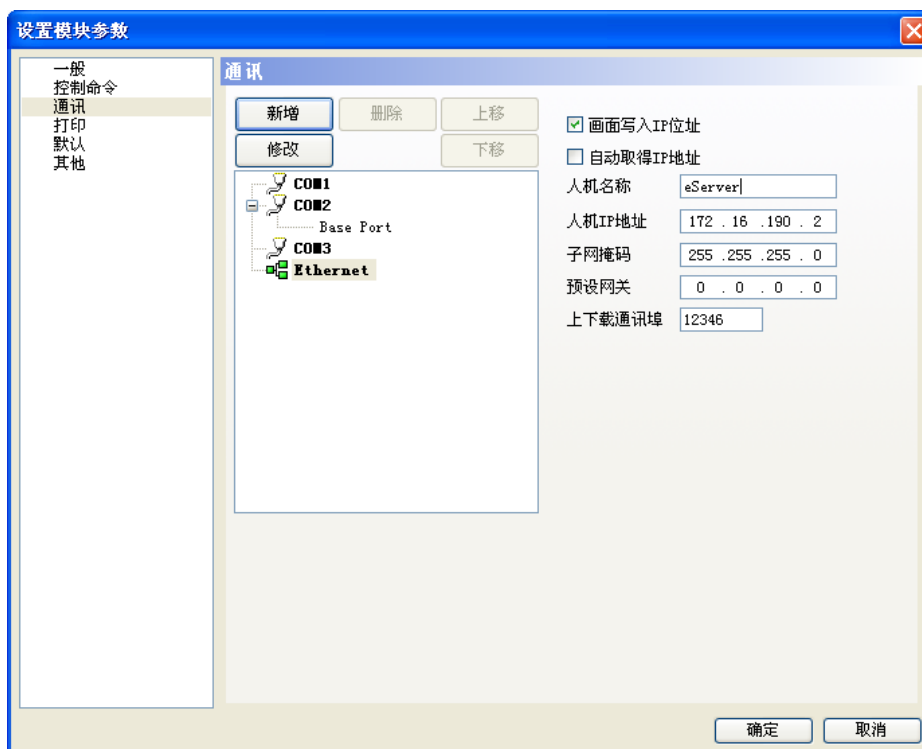 设置模块参数
一般
控制命令
通讯
打印
默认
其他
通讯
新增
删除
上移
修改
下移
COM1
COM2
Base Port
COM3
Ethernet
画面写入IP位址
自动取得IP地址
人机名称 eServer
人机IP地址 172 . 16 .190 . 2
子网掩码 255 .255 .255 . 0
预设网关 0 . 0 . 0 . 0
上下载通讯埠 12346
确定
取消